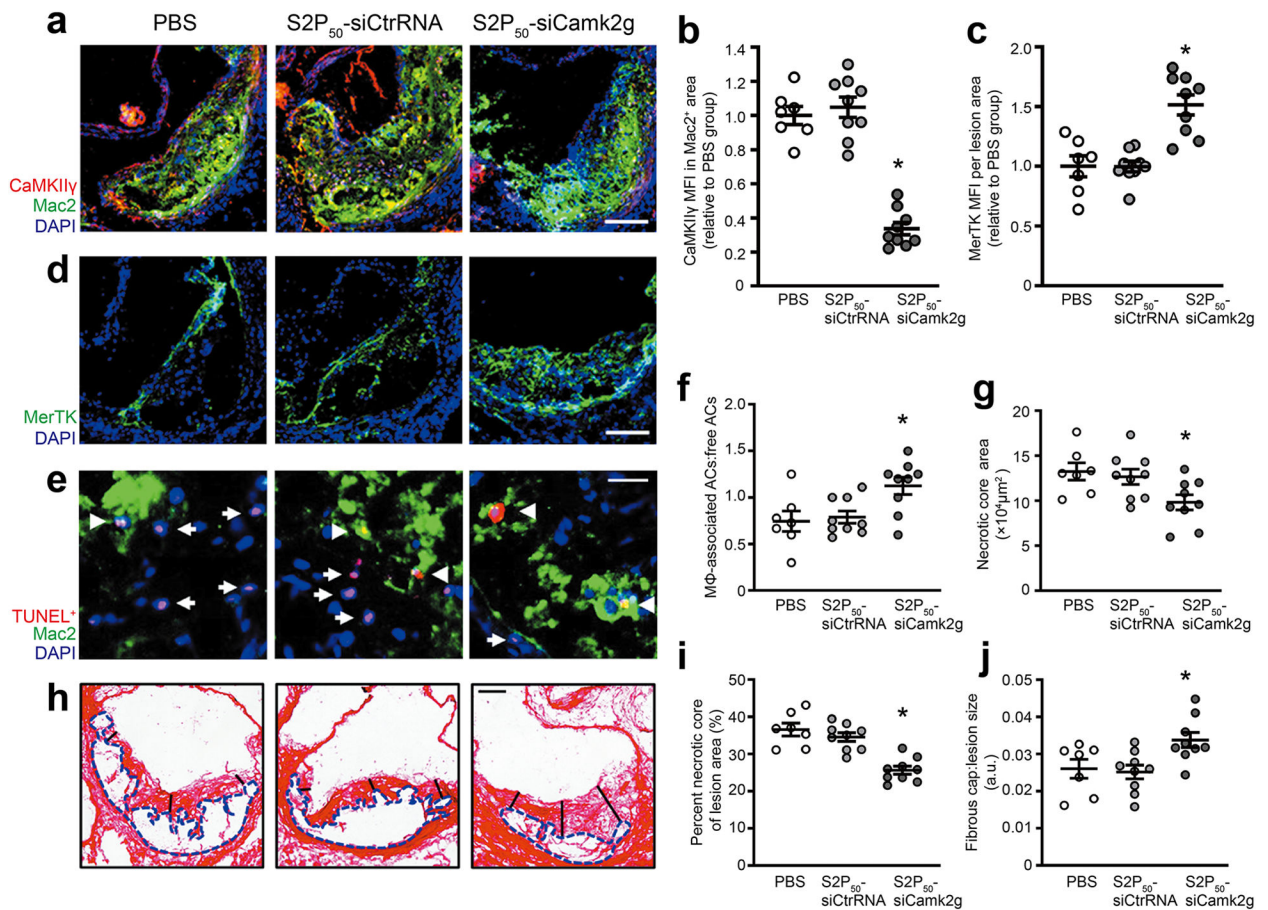 a
PBS
S2P50-siCtrRNA
S2P50-siCamk2g
CaMKIIγ
Mac2
DAPI
b
CaMKIIγ MFI in Mac2+ area
(relative to PBS group)
1.4
1.2
1.0
0.8
0.6
0.4
0.2
0
*
PBS
S2P50-
siCtrRNA
S2P50-
siCamk2g
c
MerTK MFI per lesion area
(relative to PBS group)
2.0
1.5
1.0
0.5
0
*
PBS
S2P50-
siCtrRNA
S2P50-
siCamk2g
d
MerTK
DAPI
e
TUNEL+
Mac2
DAPI
f
MΦ-associated ACs:free ACs
2.0
1.5
1.0
0.5
0.0
*
PBS
S2P50-
siCtrRNA
S2P50-
siCamk2g
g
Necrotic core area
(×10⁴μm²)
20
15
10
5
0
*
PBS
S2P50-
siCtrRNA
S2P50-
siCamk2g
h
i
Percent necrotic core
of lesion area (%)
50
40
30
20
10
0
*
PBS
S2P50-
siCtrRNA
S2P50-
siCamk2g
j
Fibrous cap:lesion size
(a.u.)
0.05
0.04
0.03
0.02
0.01
0
*
PBS
S2P50-
siCtrRNA
S2P50-
siCamk2g